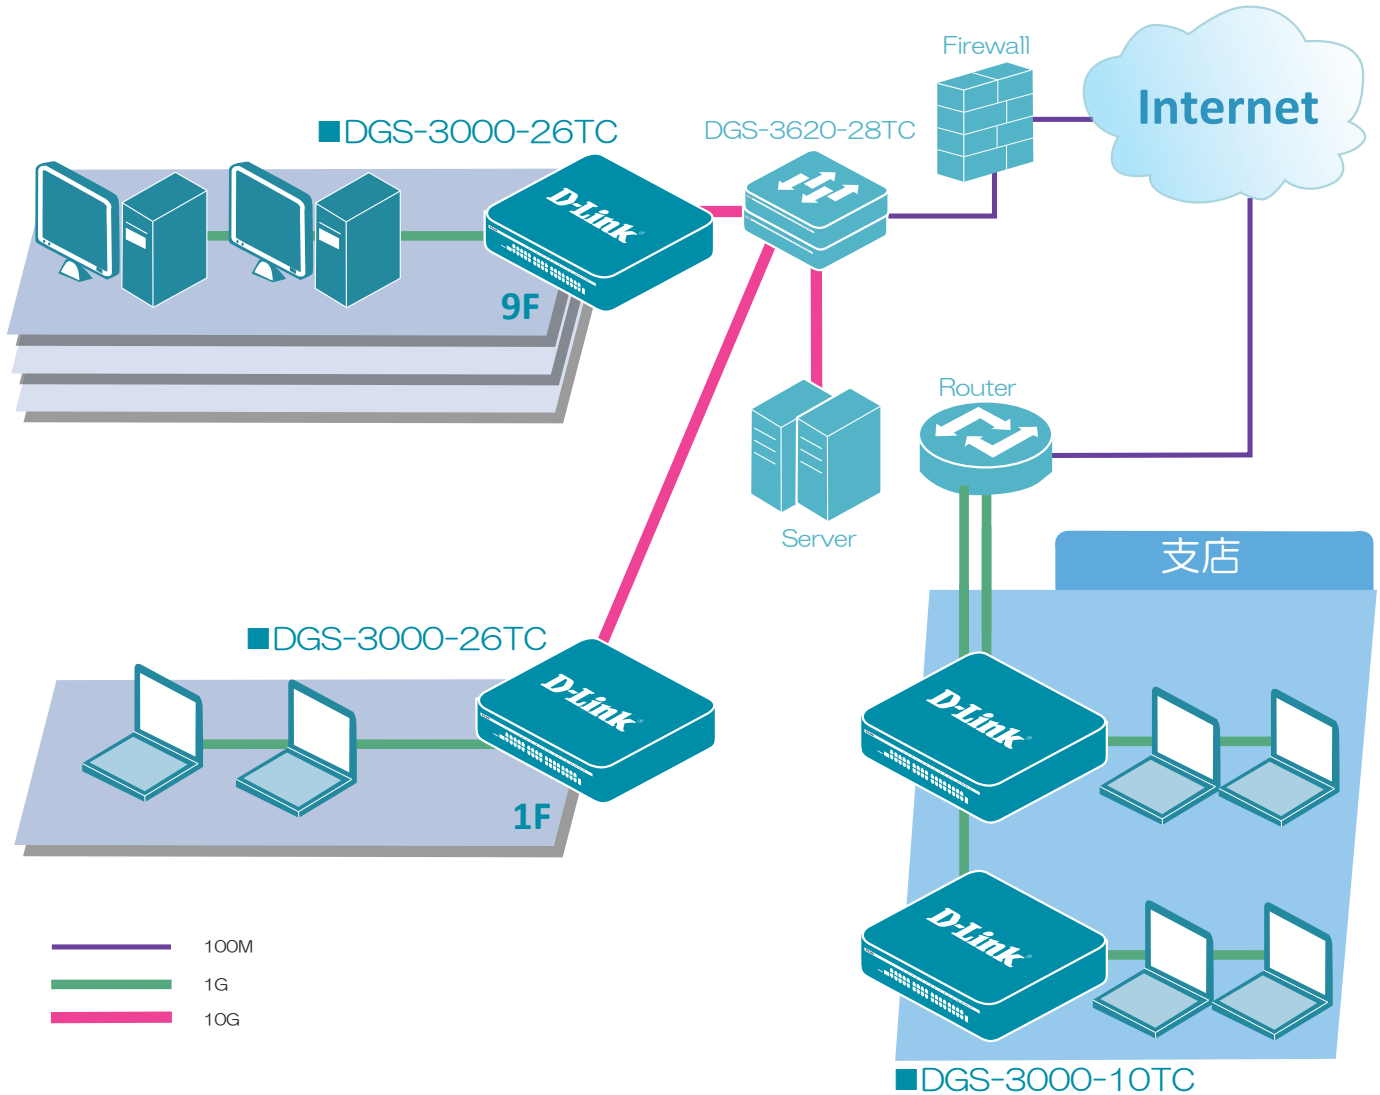 Firewall
Internet
■DGS-3000-26TC
DGS-3620-28TC
D-Link
9F
Router
Server
支店
■DGS-3000-26TC
D-Link
1F
D-Link
D-Link
100M
1G
10G
■DGS-3000-10TC